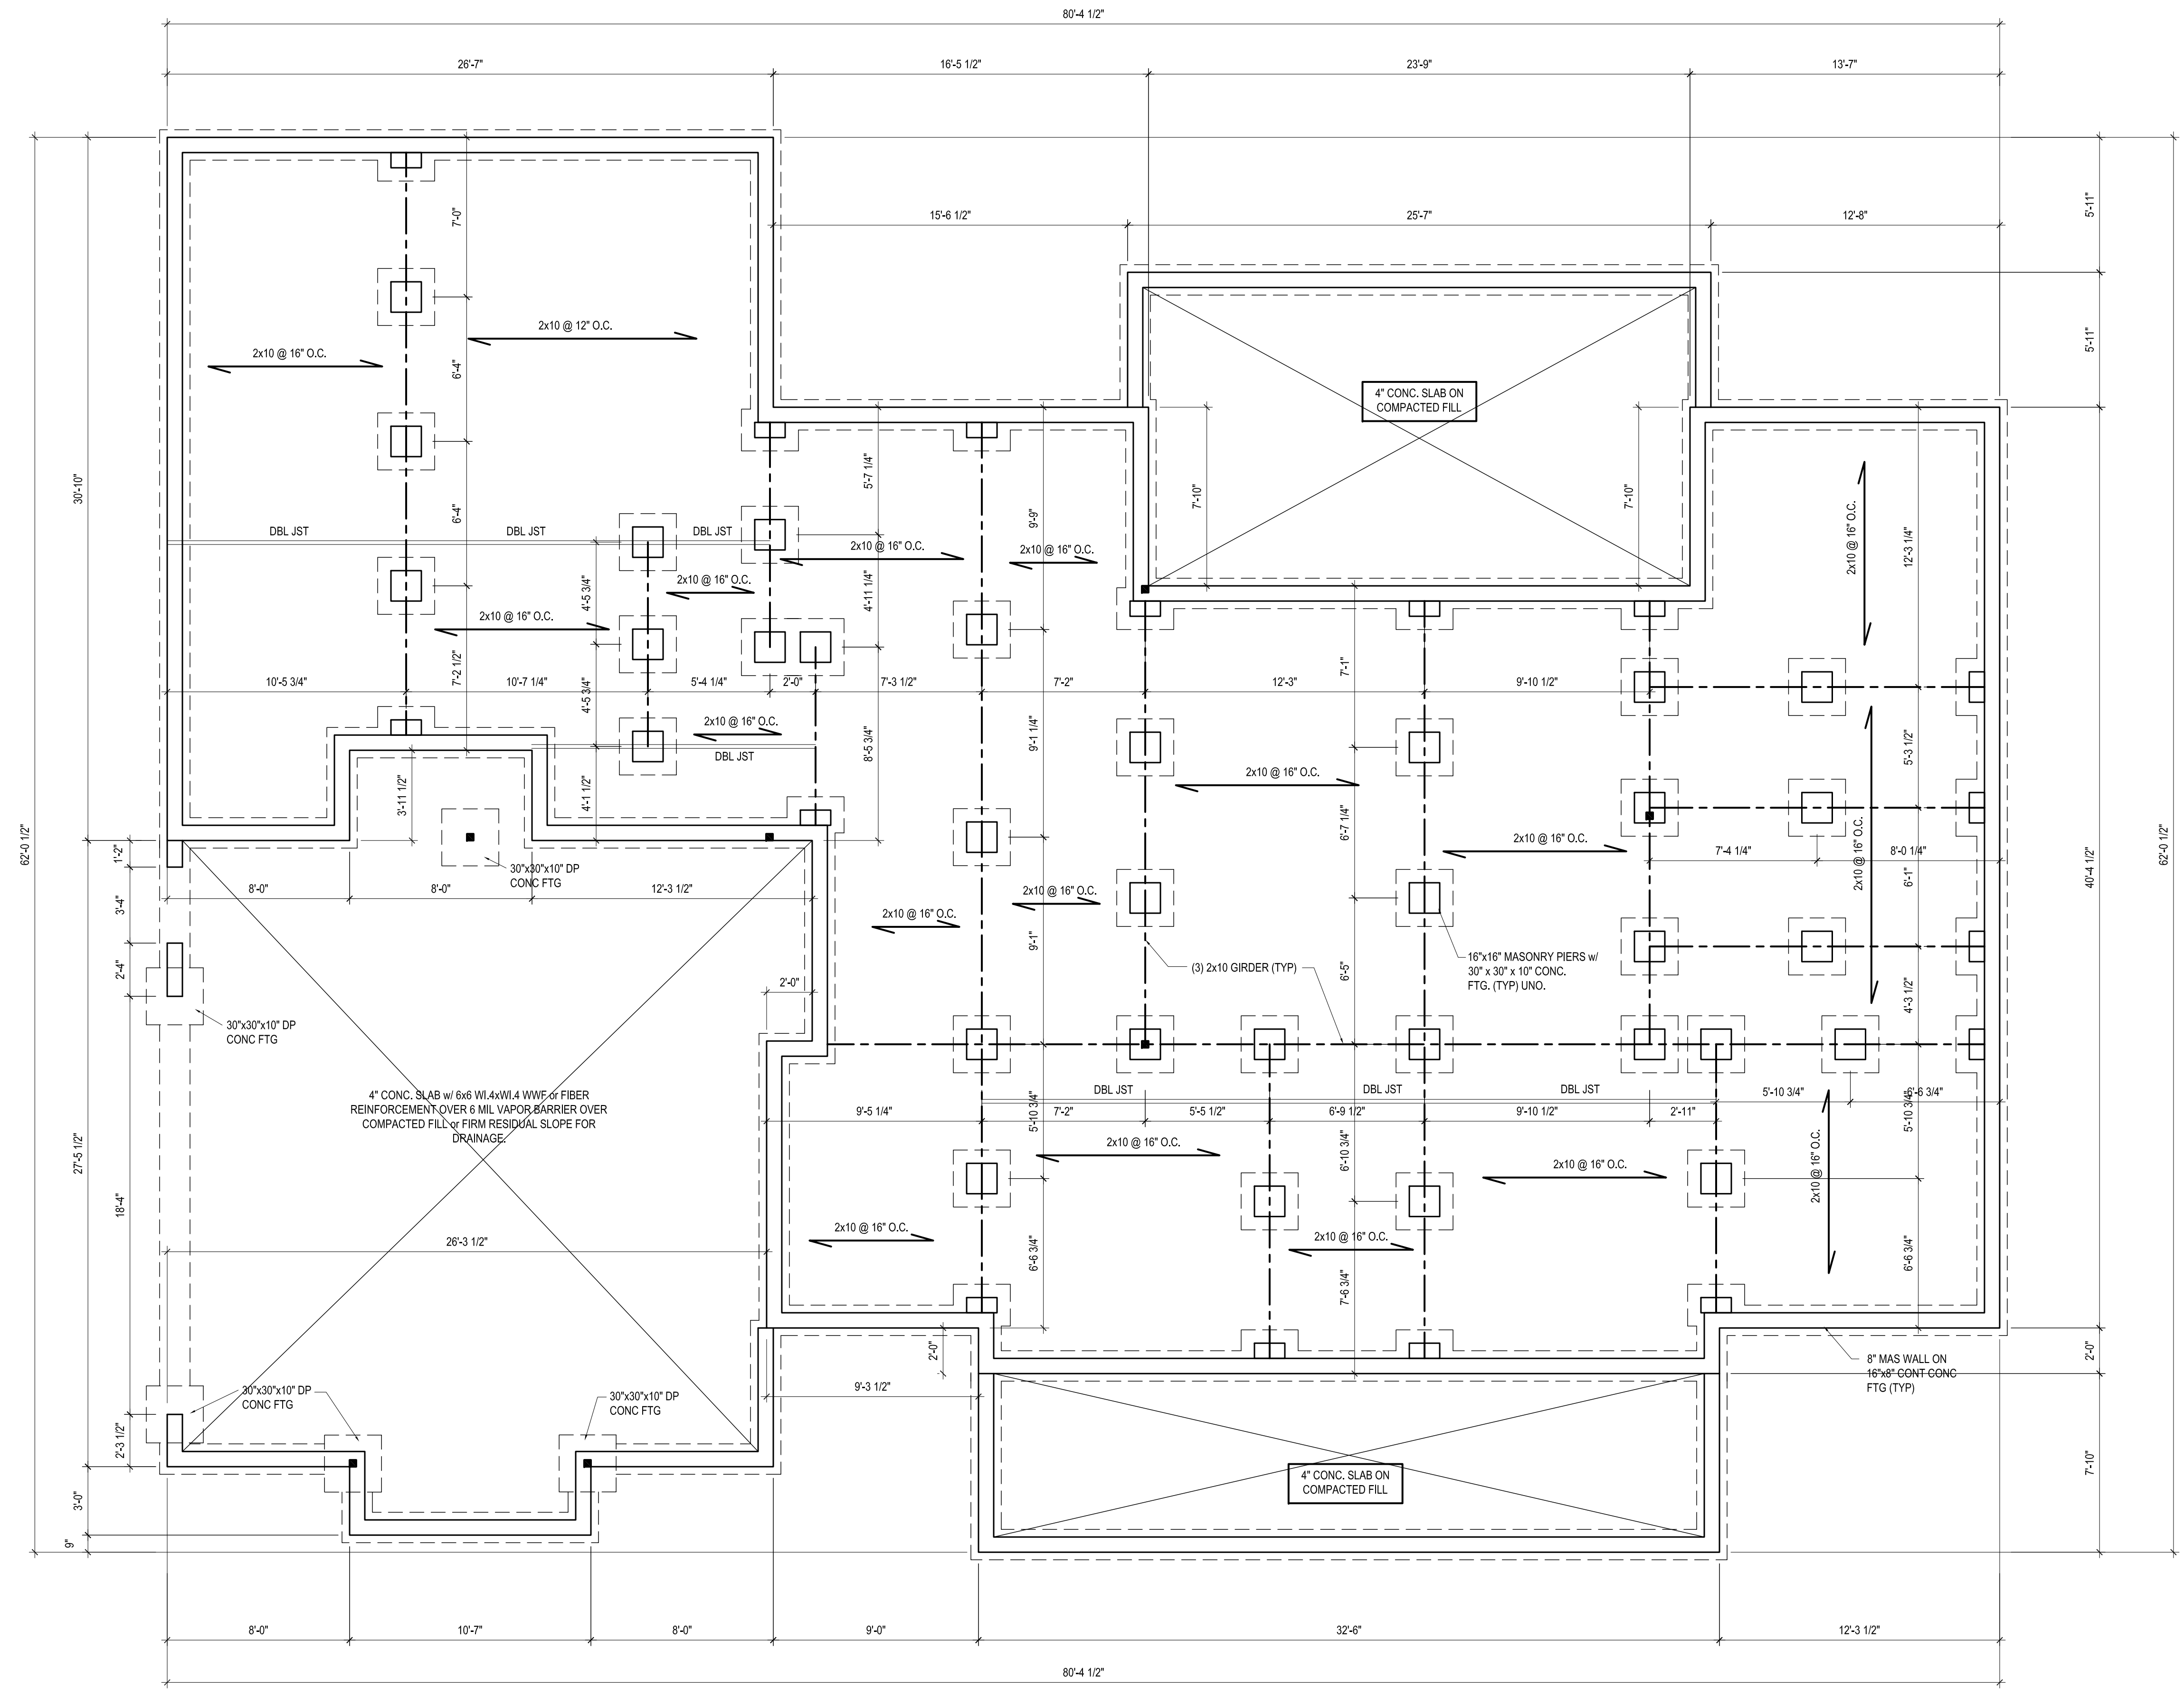 80'-4 1/2"
26'-7"
16'-5 1/2"
23'-9"
13'-7"
15'-6 1/2"
25'-7"
12'-8"
5'-11"
5'-11"
7'-0"
6'-4"
6'-4"
7'-2 1/2"
2x10 @ 16" O.C.
2x10 @ 12" O.C.
4" CONC. SLAB ON
COMPACTED FILL
7'-10"
7'-10"
30'-10"
62'-0 1/2"
DBL JST
DBL JST
DBL JST
5'-7 1/4"
4'-11 1/4"
8'-5 3/4"
9'-9"
9'-1 1/4"
9'-1"
2x10 @ 16" O.C.
2x10 @ 16" O.C.
2x10 @ 16" O.C.
2x10 @ 16" O.C.
2x10 @ 16" O.C.
4'-5 3/4"
4'-5 3/4"
4'-1 1/2"
10'-5 3/4"
10'-7 1/4"
5'-4 1/4"
2'-0"
7'-3 1/2"
7'-2"
12'-3"
9'-10 1/2"
DBL JST
3'-11 1/2"
7'-1"
6'-7 1/4"
6'-5"
2x10 @ 16" O.C.
2x10 @ 16" O.C.
2x10 @ 16" O.C.
2x10 @ 16" O.C.
12'-3 1/4"
5'-3 1/2"
6'-1"
4'-3 1/2"
7'-4 1/4"
8'-0 1/4"
40'-4 1/2"
62'-0 1/2"
30"x30"x10" DP
CONC FTG
8'-0"
8'-0"
12'-3 1/2"
1'-2"
3'-4"
2'-4"
18'-4"
2'-3 1/2"
2x10 @ 16" O.C.
2x10 @ 16" O.C.
(3) 2x10 GIRDER (TYP)
16"x16" MASONRY PIERS w/
30" x 30" x 10" CONC.
FTG. (TYP) UNO.
2'-0"
30"x30"x10" DP
CONC FTG
4" CONC. SLAB w/ 6x6 WI.4xWI.4 WWF or FIBER
REINFORCEMENT OVER 6 MIL VAPOR BARRIER OVER
COMPACTED FILL or FIRM RESIDUAL SLOPE FOR
DRAINAGE.
27'-5 1/2"
DBL JST
DBL JST
DBL JST
9'-5 1/4"
5'-10 3/4"
7'-2"
5'-5 1/2"
6'-9 1/2"
9'-10 1/2"
2'-11"
5'-10 3/4"
6'-6 3/4"
5'-10 3/4"
6'-10 3/4"
2x10 @ 16" O.C.
2x10 @ 16" O.C.
2x10 @ 16" O.C.
2x10 @ 16" O.C.
2x10 @ 16" O.C.
6'-6 3/4"
7'-6 3/4"
6'-6 3/4"
26'-3 1/2"
2'-0"
9'-3 1/2"
30"x30"x10" DP
CONC FTG
30"x30"x10" DP
CONC FTG
8" MAS WALL ON
16"x8" CONT CONC
FTG (TYP)
2'-0"
7'-10"
4" CONC. SLAB ON
COMPACTED FILL
3'-0"
9"
8'-0"
10'-7"
8'-0"
9'-0"
32'-6"
12'-3 1/2"
80'-4 1/2"